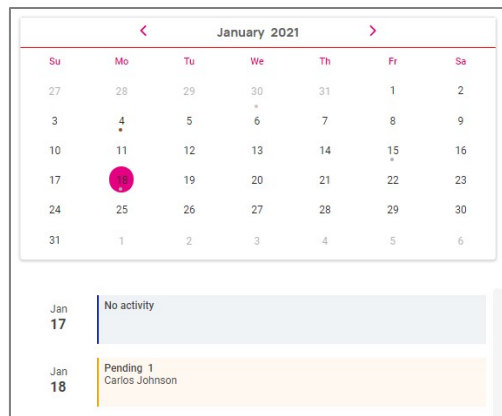 January 2021
Su Mo Tu We Th Fr Sa
27 28 29 30 31 1 2
3 4 5 6 7 8 9
10 11 12 13 14 15 16
17 18 19 20 21 22 23
24 25 26 27 28 29 30
31 1 2 3 4 5 6
Jan
17
No activity
Jan
18
Pending 1
Carlos Johnson